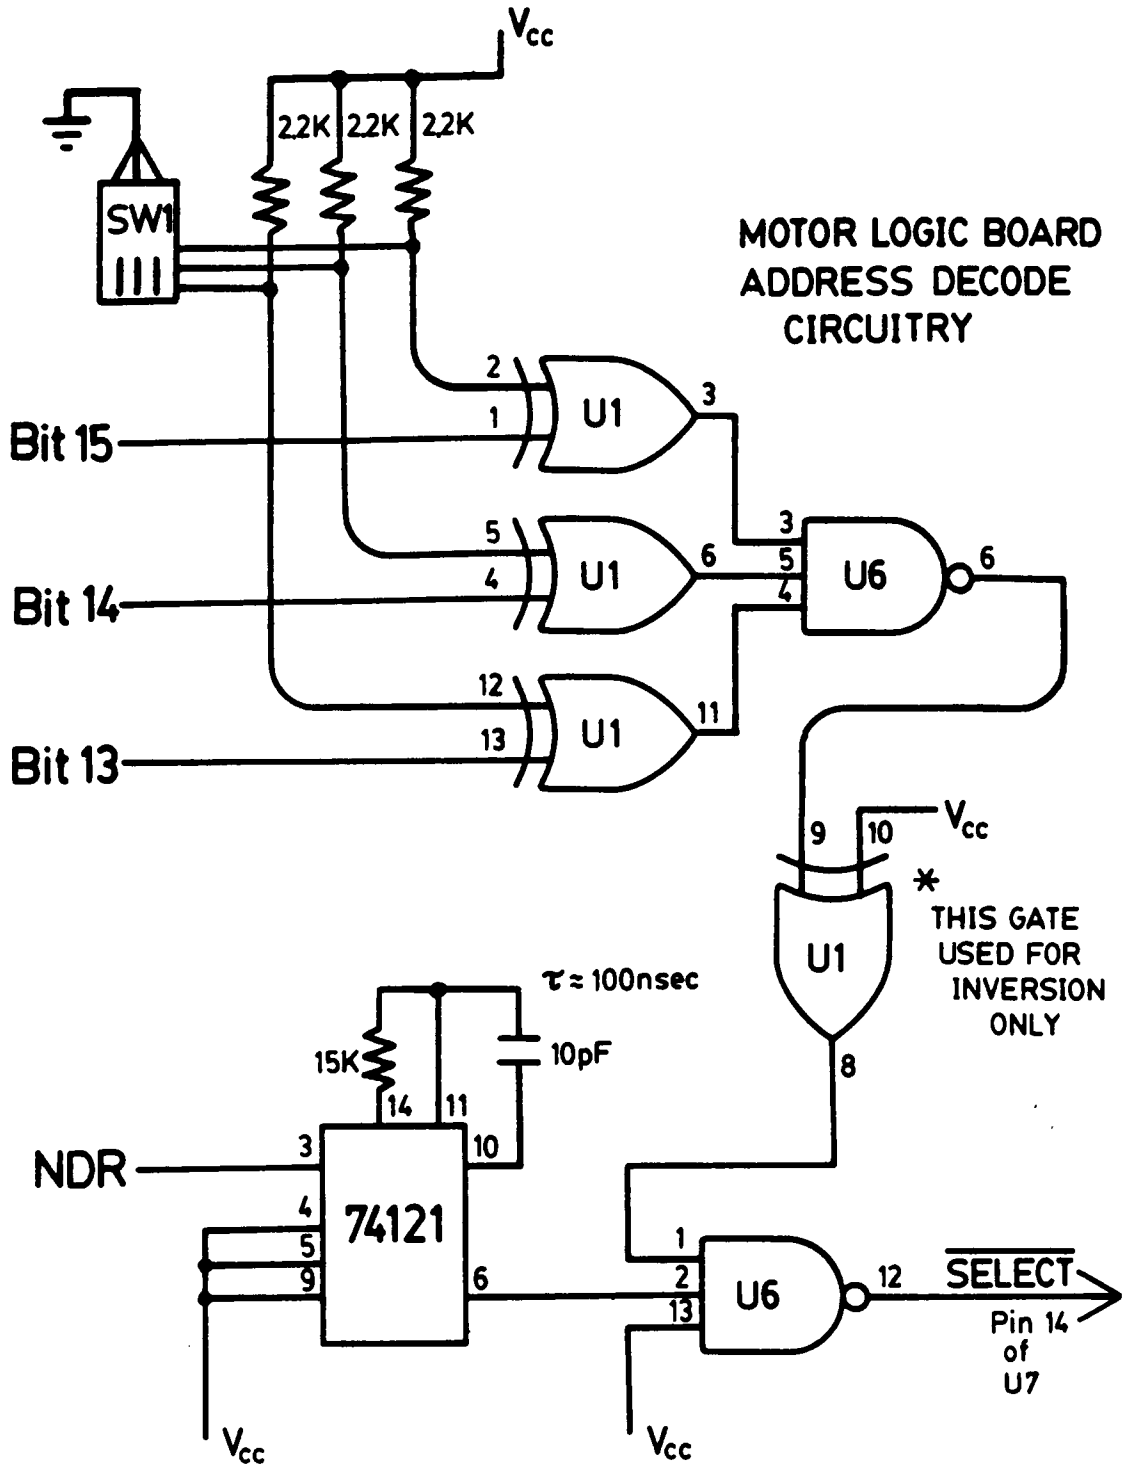 Vcc
2.2K 2.2K 2.2K
SW1
MOTOR LOGIC BOARD
ADDRESS DECODE
CIRCUITRY
2
1
U1
3
Bit 15
5
4
U1
6
Bit 14
3
5
4
U6
6
12
13
U1
11
Bit 13
9
10
Vcc
*
THIS GATE
USED FOR
INVERSION
ONLY
U1
8
τ ≈ 100nsec
15K
10pF
14
11
10
NDR
3
4
5
9
74121
6
1
2
13
U6
12
SELECT
Pin 14
of
U7
Vcc
Vcc